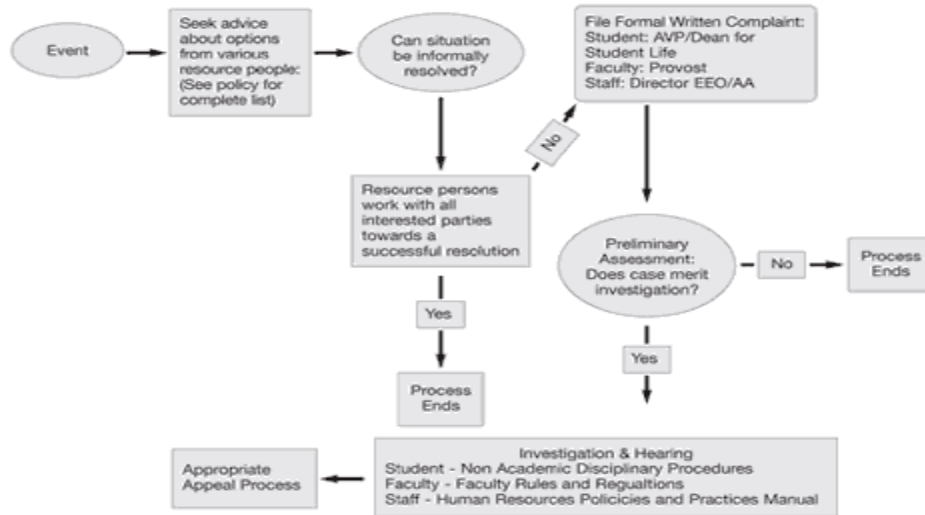 Event
Seek advice
about options
from various
resource people:
(See policy for
complete list)
Can situation
be informally
resolved?
File Formal Written Complaint:
Student: AVP/Dean for
Student Life
Faculty: Provost
Staff: Director EEO/AA
No
Resource persons
work with all
interested parties
towards a
successful resolution
Preliminary
Assessment:
Does case merit
investigation?
No
Process
Ends
Yes
Process
Ends
Yes
Investigation & Hearing
Student - Non Academic Disciplinary Procedures
Faculty - Faculty Rules and Regualtions
Staff - Human Resources Policicies and Practices Manual
Appropriate
Appeal Process